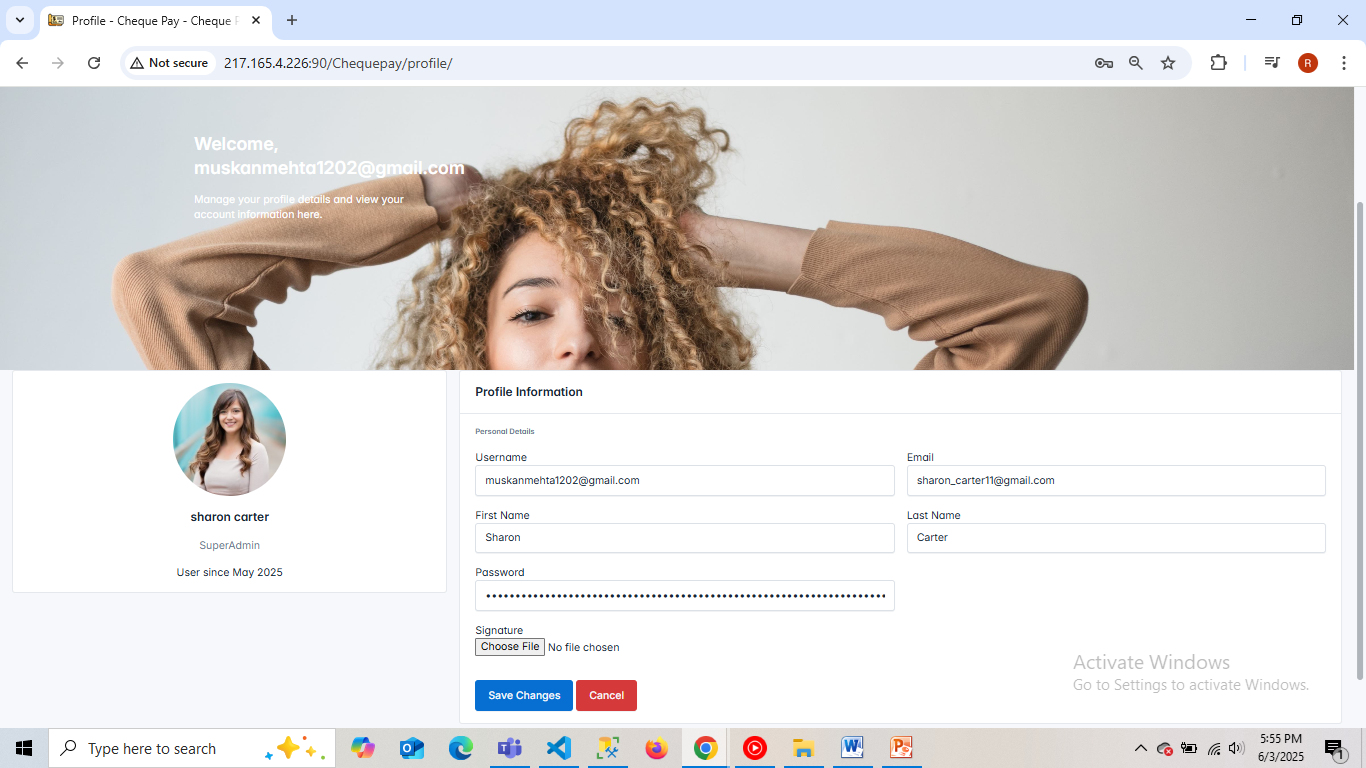 Profile - Cheque Pay - Cheque
Not secure
217.165.4.226:90/Chequepay/profile/
R
Welcome,
muskanmehta1202@gmail.com
Manage your profile details and view your
account information here.
sharon carter
SuperAdmin
User since May 2025
Profile Information
Personal Details
Username
Email
muskanmehta1202@gmail.com
sharon_carter11@gmail.com
First Name
Last Name
Sharon
Carter
Password
Signature
Choose File No file chosen
Save Changes
Cancel
Activate Windows
Go to Settings to activate Windows.
Type here to search
5:55 PM
6/3/2025
1